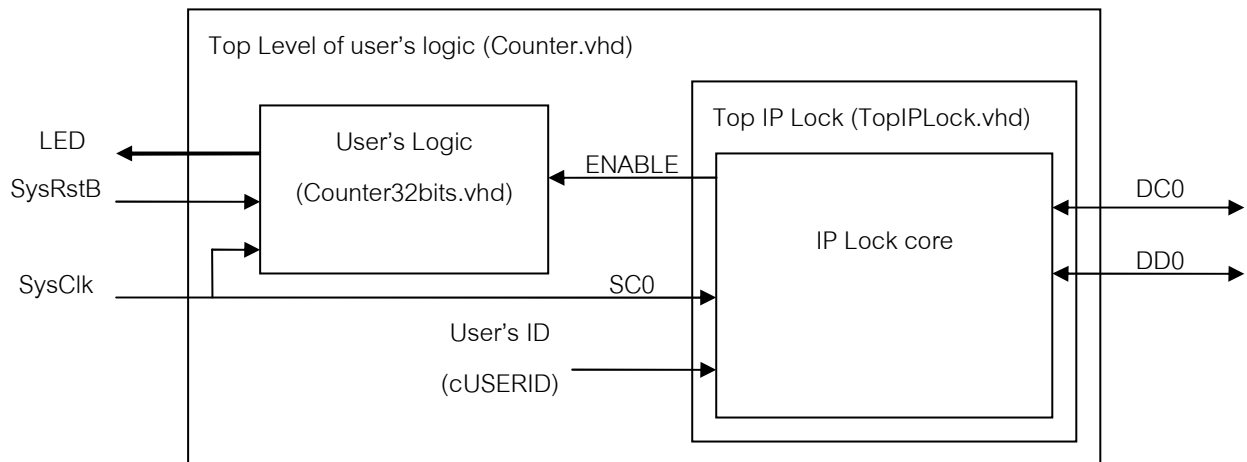 Top Level of user's logic (Counter.vhd)
Top IP Lock (TopIPLock.vhd)
LED
User's Logic
ENABLE
SysRstB
(Counter32bits.vhd)
DC0
IP Lock core
DD0
SysClk
SC0
User's ID
(cUSERID)